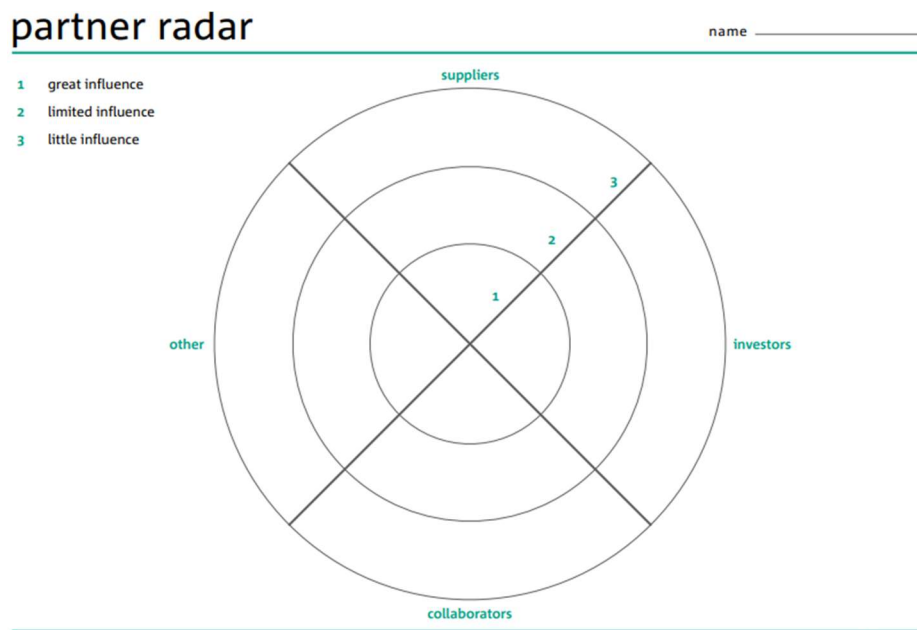 partner radar
name
1 great influence
2 limited influence
3 little influence
suppliers
3
2
1
other
investors
collaborators